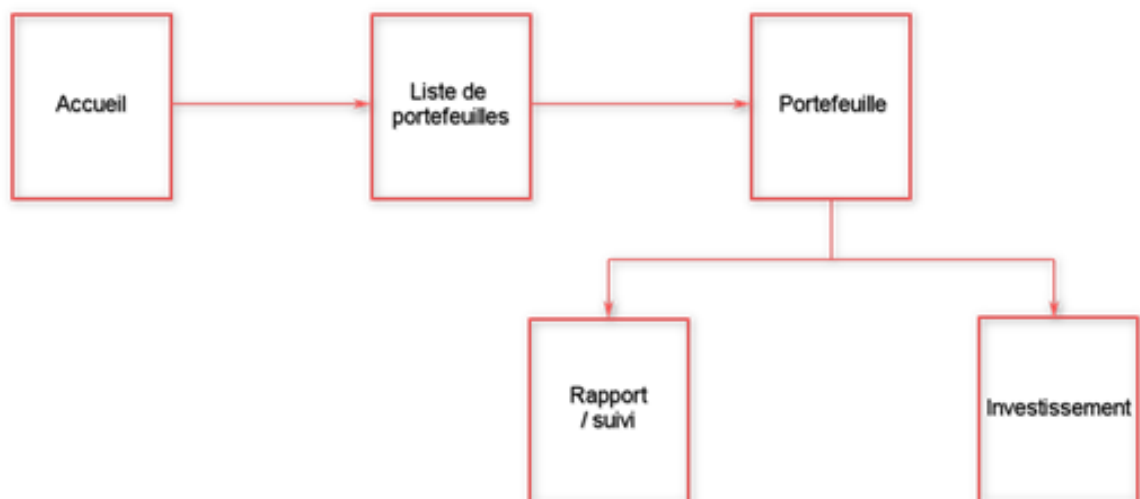 Accueil
Liste de
portefeuilles
Portefeuille
Rapport
/ suivi
Investissement